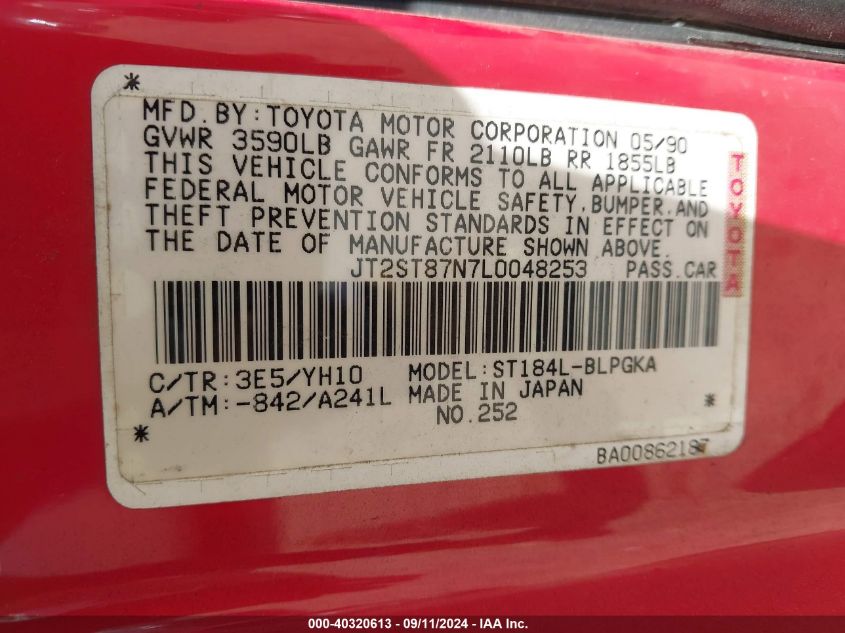 MFD.BY:TOYOTA MOTOR CORPORATION 05/90
GVWR 3590LB GAWR FR 2110LB RR 1855LB
THIS VEHICLE CONFORMS TO ALL APPLICABLE
FEDERAL MOTOR VEHICLE SAFETY,BUMPER,AND
THEFT PREVENTION STANDARDS IN EFFECT ON
THE DATE OF MANUFACTURE SHOWN ABOVE.
JT2ST87N7L0048253 PASS.CAR
TOYOTA
C/TR:3E5/YH10 MODEL:ST184L-BLPGKA
A/TM:-842/A241L MADE IN JAPAN
NO.252
BA00862187
000-40320613 - 09/11/2024 - IAA Inc.